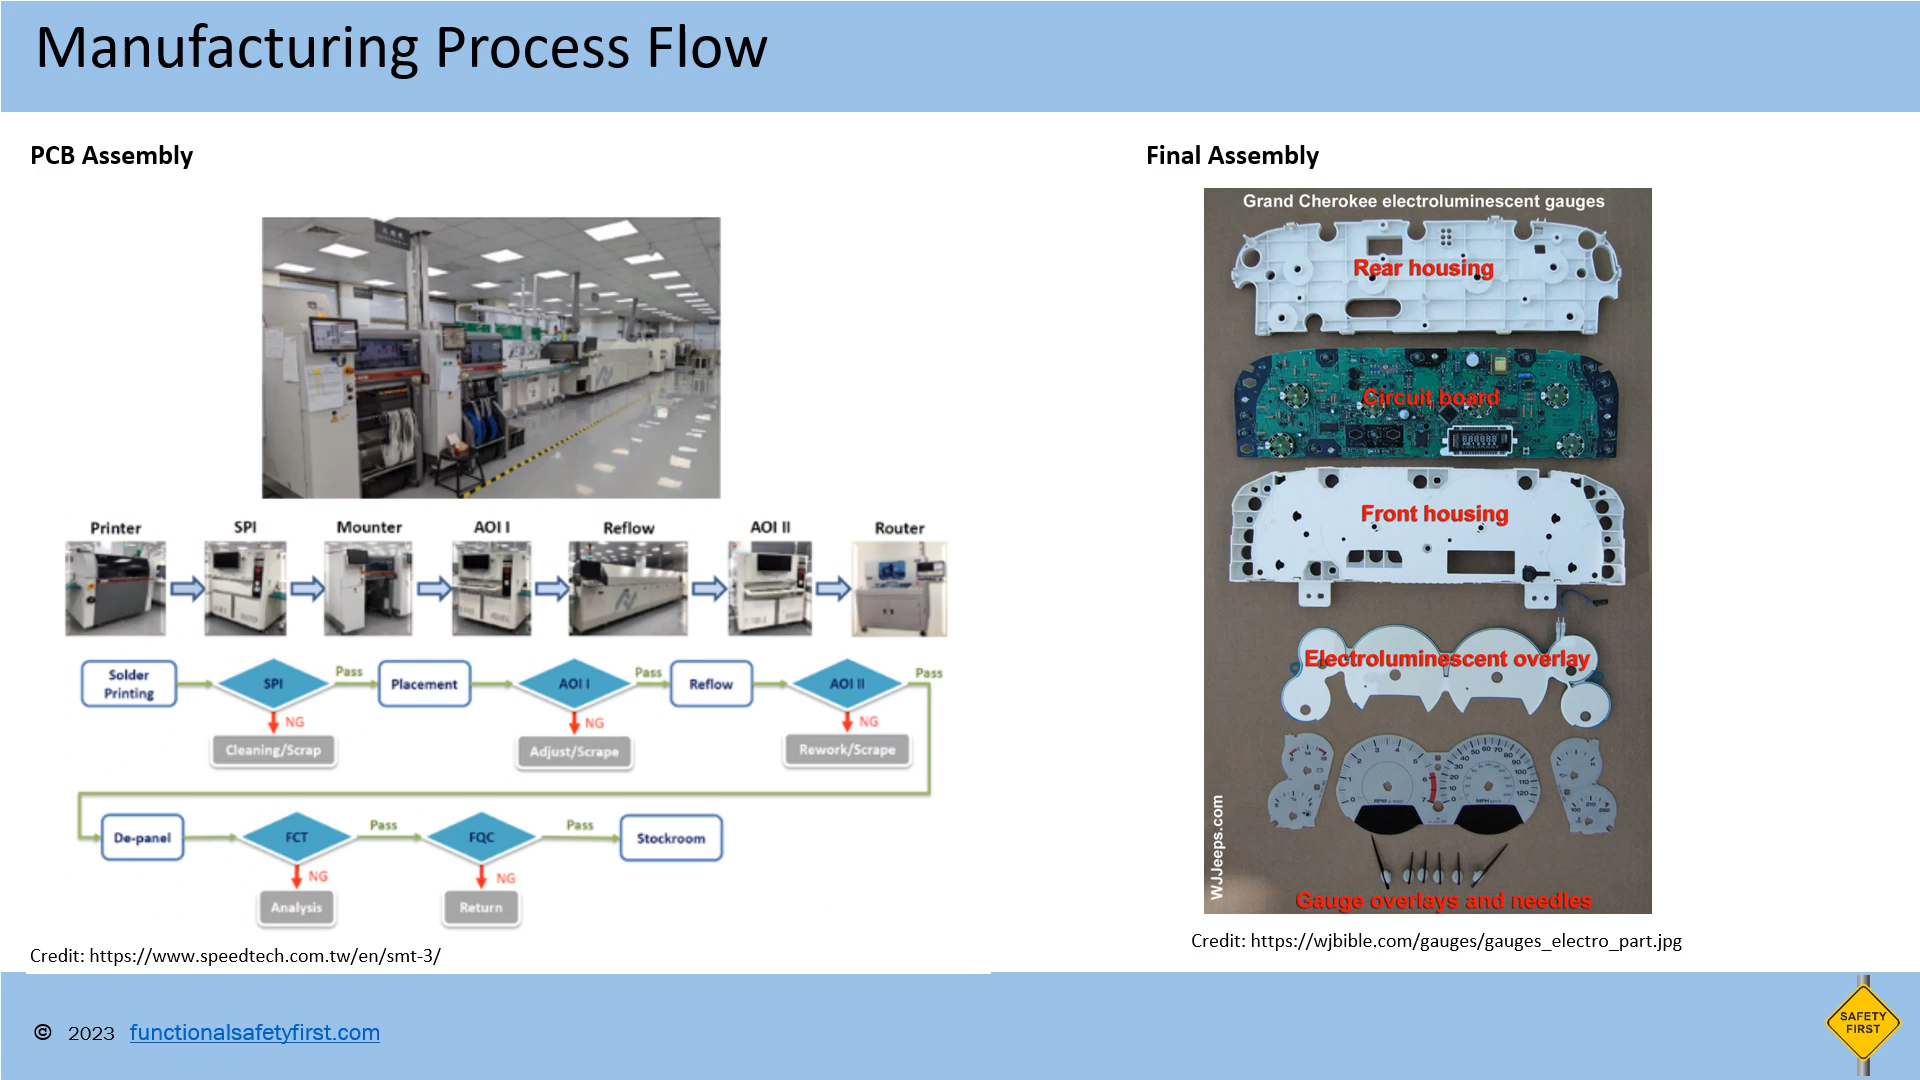 Manufacturing Process Flow
PCB Assembly
Printer
SPI
Mounter
AOI I
Reflow
AOI II
Router
Solder
Printing
SPI
Pass
Placement
AOI I
Pass
Reflow
AOI II
Pass
NG
NG
NG
Cleaning/Scrap
Adjust/Scrape
Rework/Scrape
De-panel
FCT
Pass
FQC
Pass
Stockroom
NG
NG
Analysis
Return
Credit: https://www.speedtech.com.tw/en/smt-3/
Final Assembly
Grand Cherokee electroluminescent gauges
Rear housing
Circuit board
Front housing
Electroluminescent overlay
Gauge overlays and needles
WJJeeps.com
Credit: https://wjbible.com/gauges/gauges_electro_part.jpg
© 2023 functionalsafetyfirst.com
SAFETY
FIRST